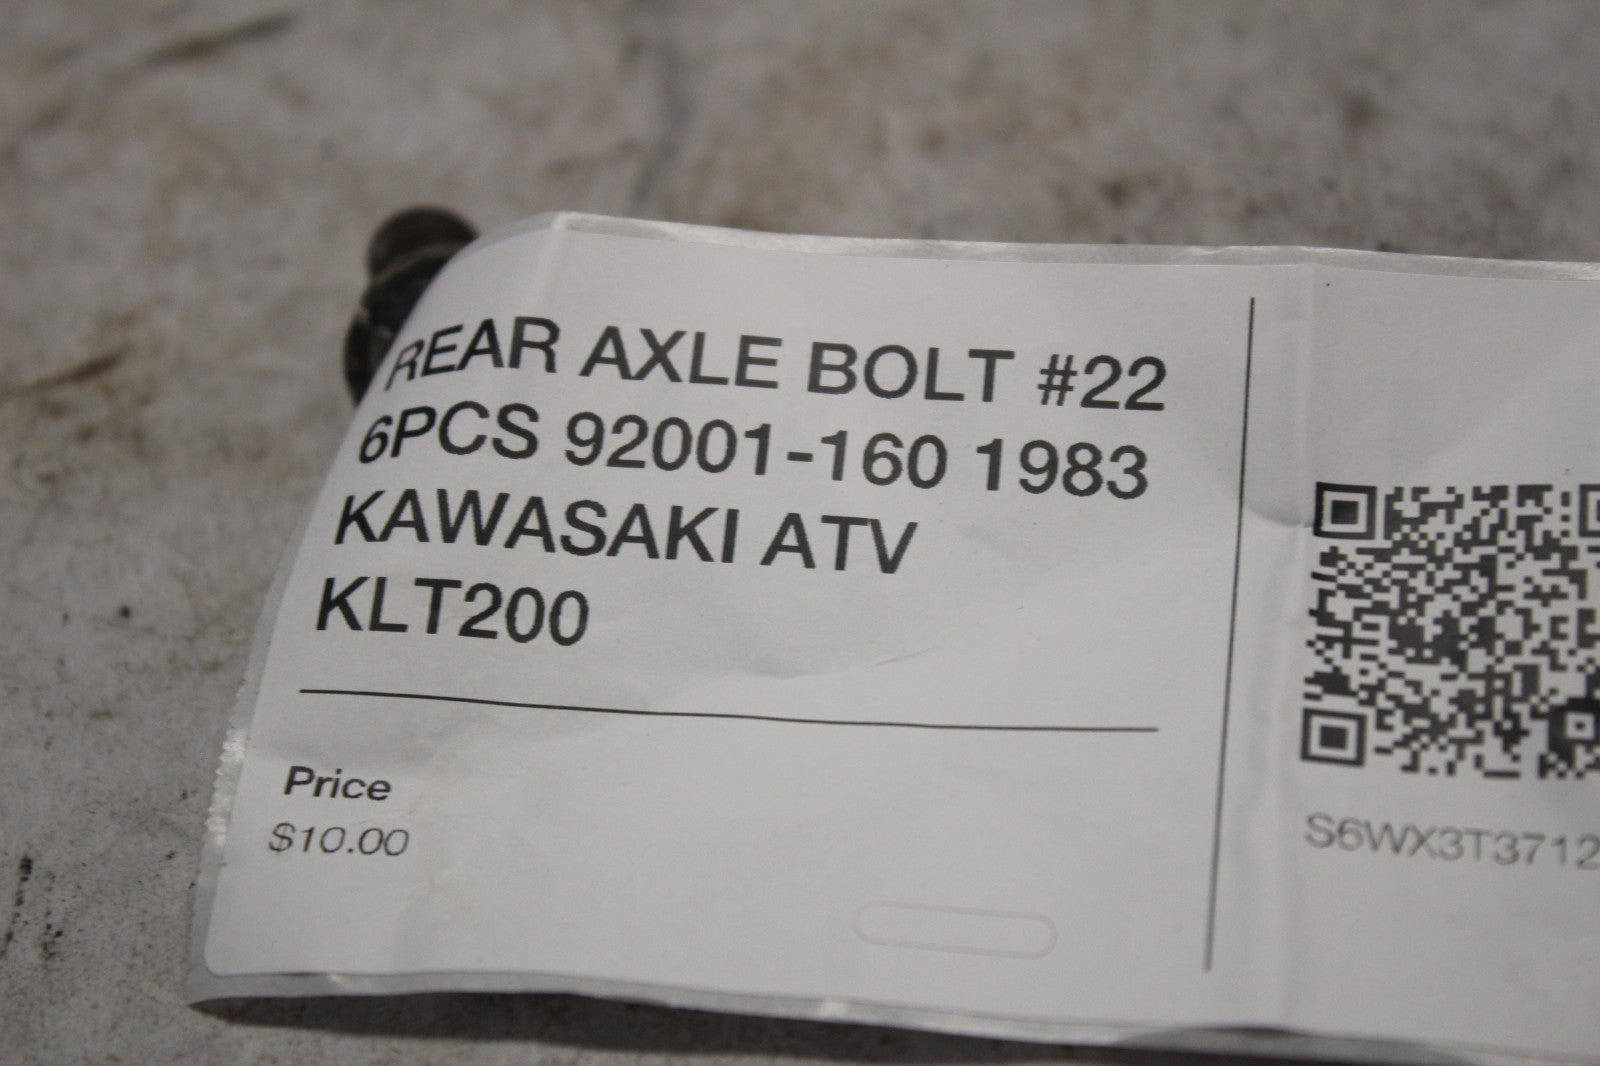 REAR AXLE BOLT #22
6PCS 92001-160 1983
KAWASAKI ATV
KLT200
Price
$10.00
S6WX3T3712